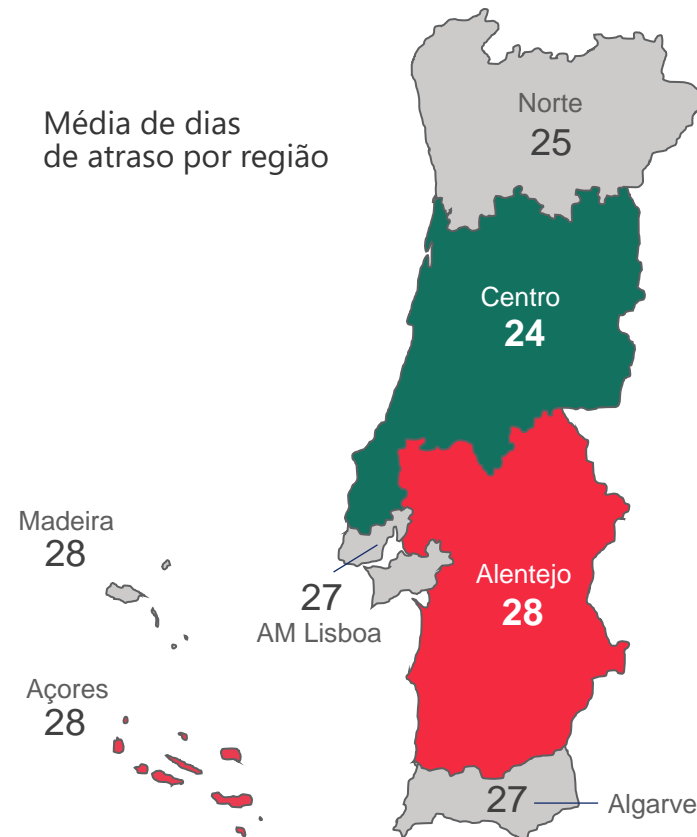 Média de dias
de atraso por região
Norte
25
Centro
24
Madeira
28
Alentejo
28
27
AM Lisboa
Açores
28
27
Algarve